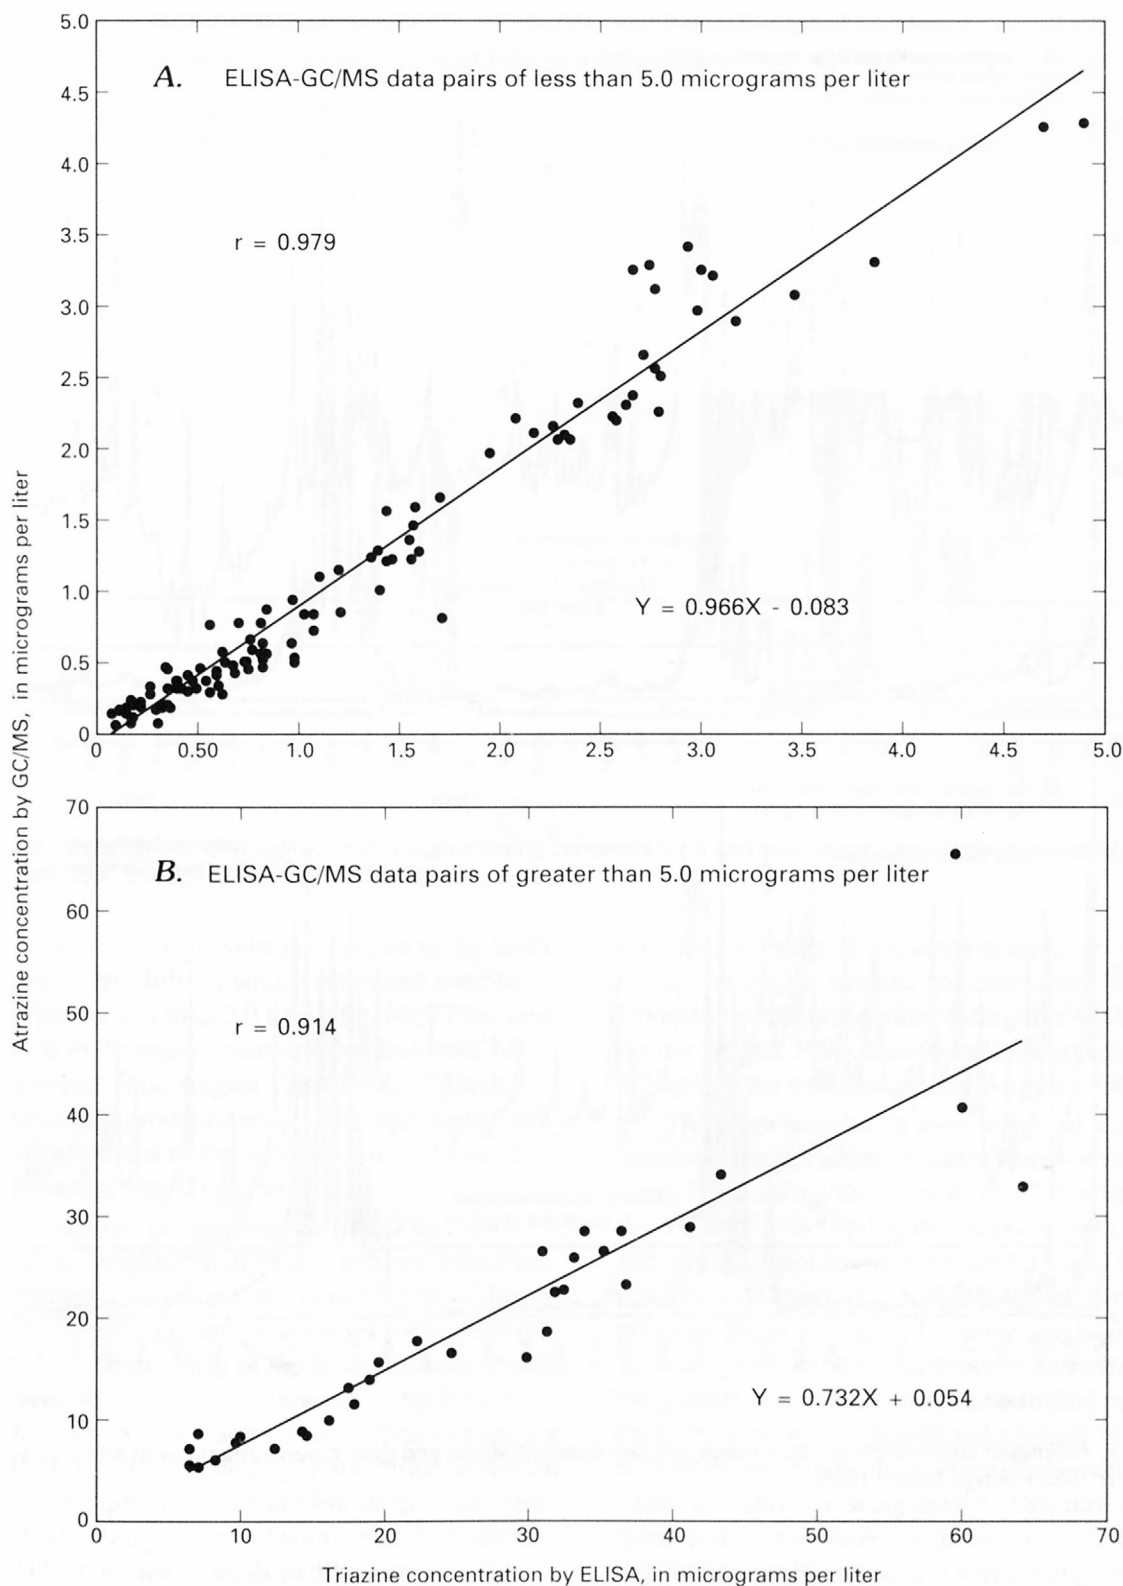 5.0
A. ELISA-GC/MS data pairs of less than 5.0 micrograms per liter
4.5
4.0
3.5
r = 0.979
3.0
2.5
2.0
1.5
1.0
Y = 0.966X - 0.083
0.5
0
0 .50 1.0 1.5 2.0 2.5 3.0 3.5 4.0 4.5 5.0
Atrazine concentration by GC/MS, in micrograms per liter
70
B. ELISA-GC/MS data pairs of greater than 5.0 micrograms per liter
60
50
r = 0.914
40
30
20
Y = 0.732X + 0.054
10
0
0 10 20 30 40 50 60 70
Triazine concentration by ELISA, in micrograms per liter